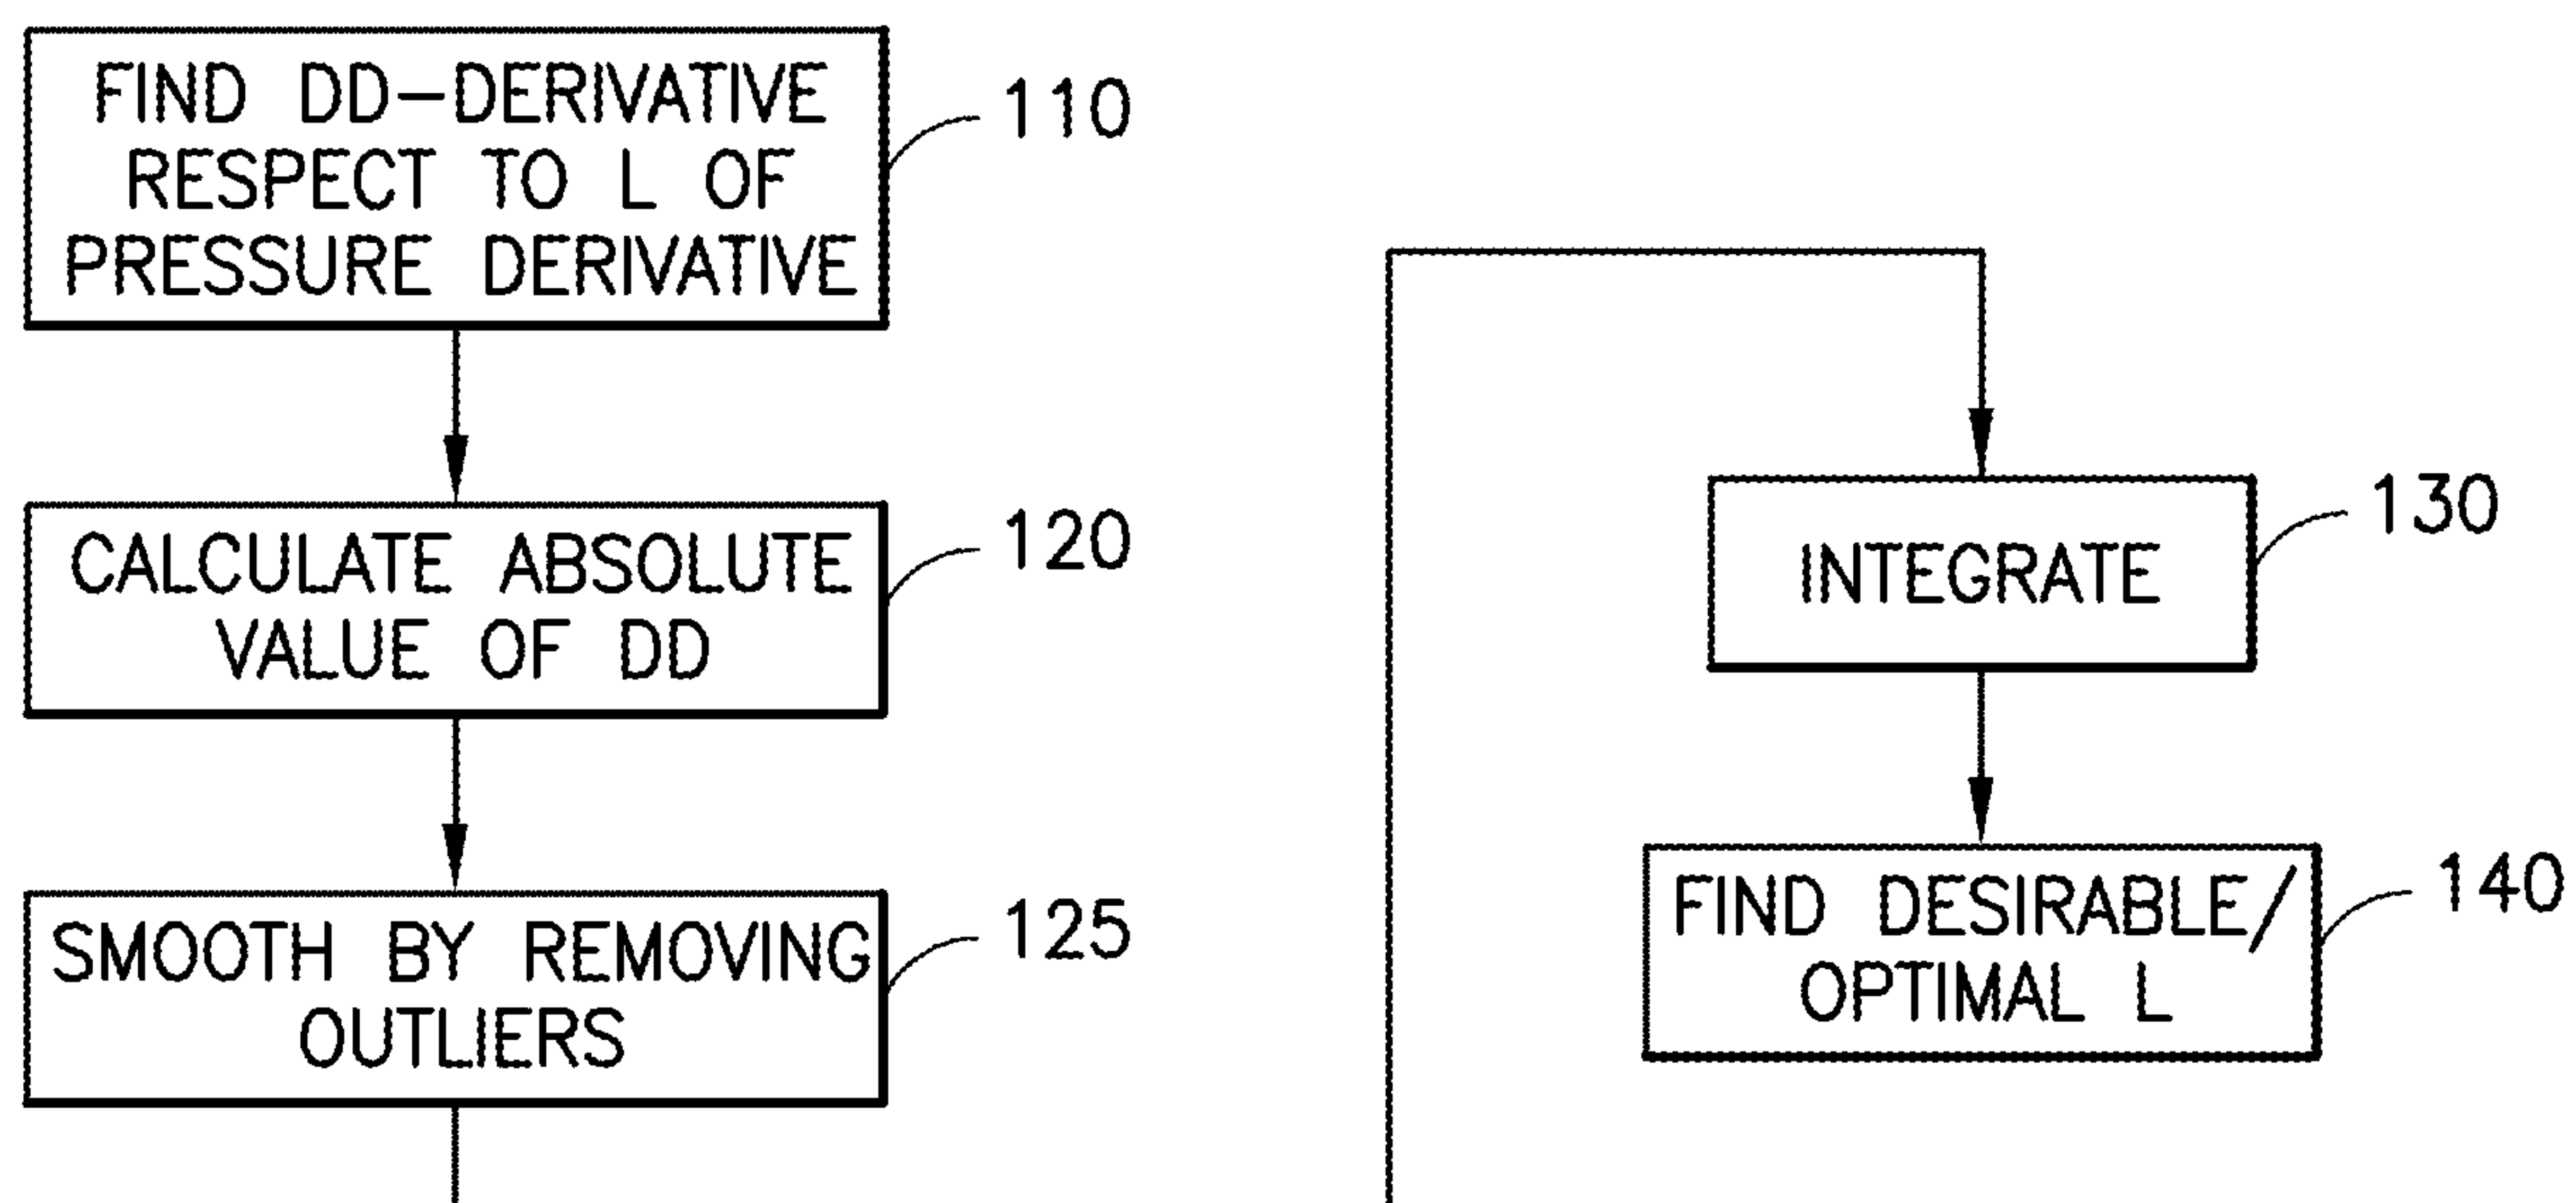 FIND DD-DERIVATIVE
RESPECT TO L OF
PRESSURE DERIVATIVE
110
CALCULATE ABSOLUTE
VALUE OF DD
120
SMOOTH BY REMOVING
OUTLIERS
125
INTEGRATE
130
FIND DESIRABLE/
OPTIMAL L
140